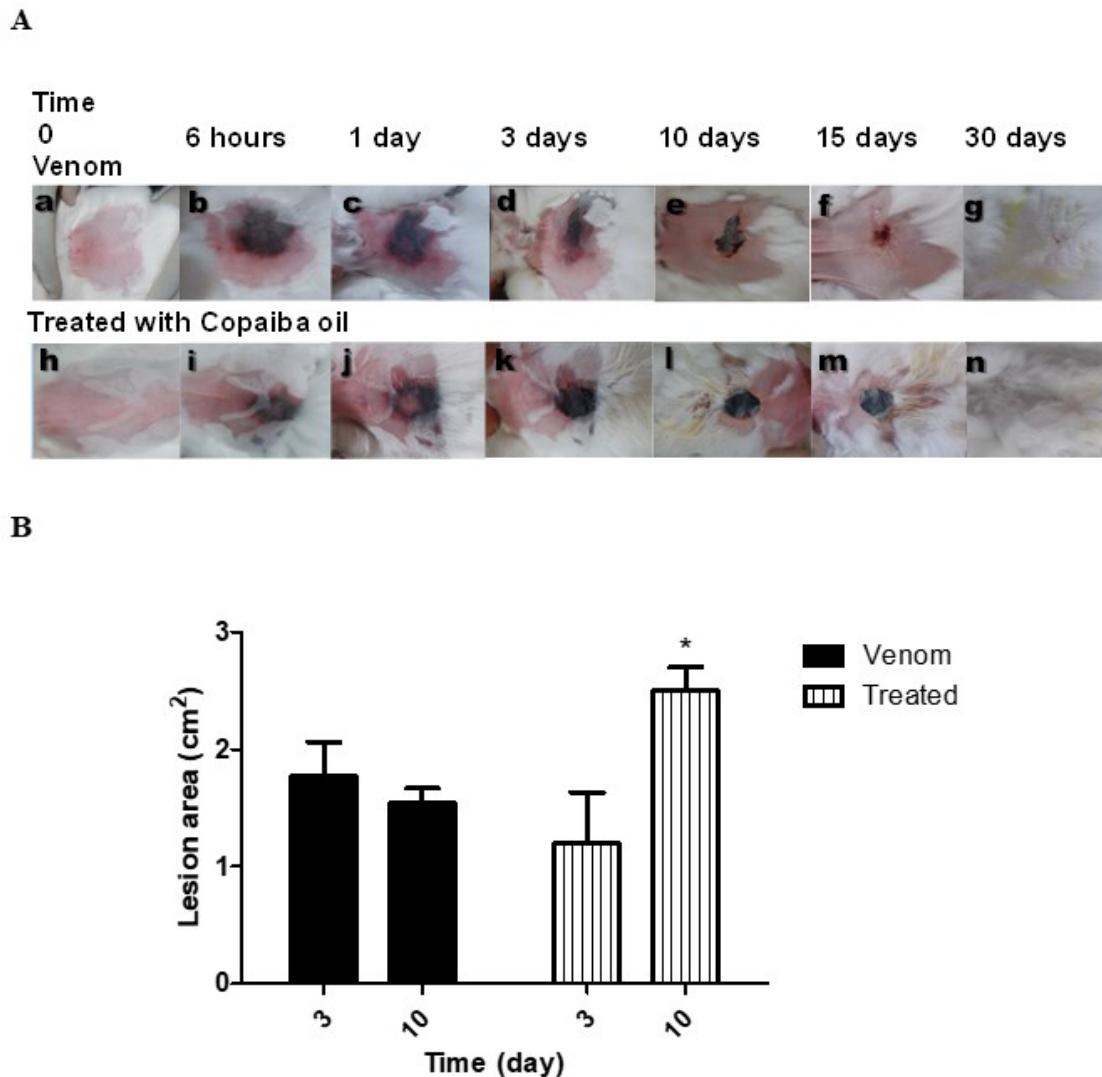 A
Time
0 6 hours 1 day 3 days 10 days 15 days 30 days
Venom
a b c d e f g
Treated with Copaiba oil
h i j k l m n
B
3
*
Venom
Treated
2
Lesion area (cm²)
1
0
3 10 3 10
Time (day)